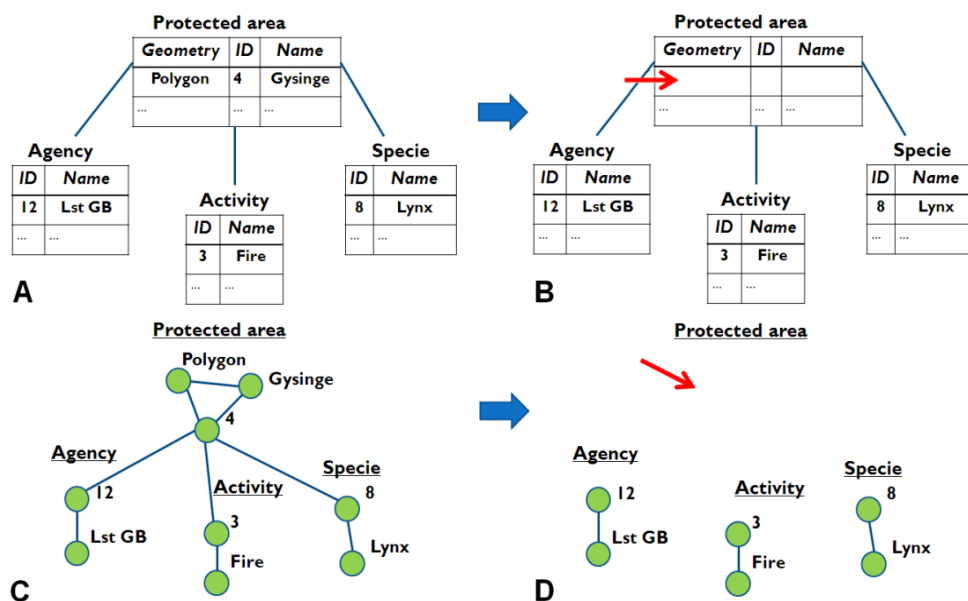 Protected area
Geometry ID Name
Polygon 4 Gysinge
... ... ...
Agency
ID Name
12 Lst GB
... ...
Activity
ID Name
3 Fire
... ...
Specie
ID Name
8 Lynx
... ...
A
Protected area
Geometry ID Name
... ... ...
Agency
ID Name
12 Lst GB
... ...
Activity
ID Name
3 Fire
... ...
Specie
ID Name
8 Lynx
... ...
B
Protected area
Polygon
Gysinge
4
Agency
12
Lst GB
Activity
3
Fire
Specie
8
Lynx
C
Protected area
Agency
12
Lst GB
Activity
3
Fire
Specie
8
Lynx
D